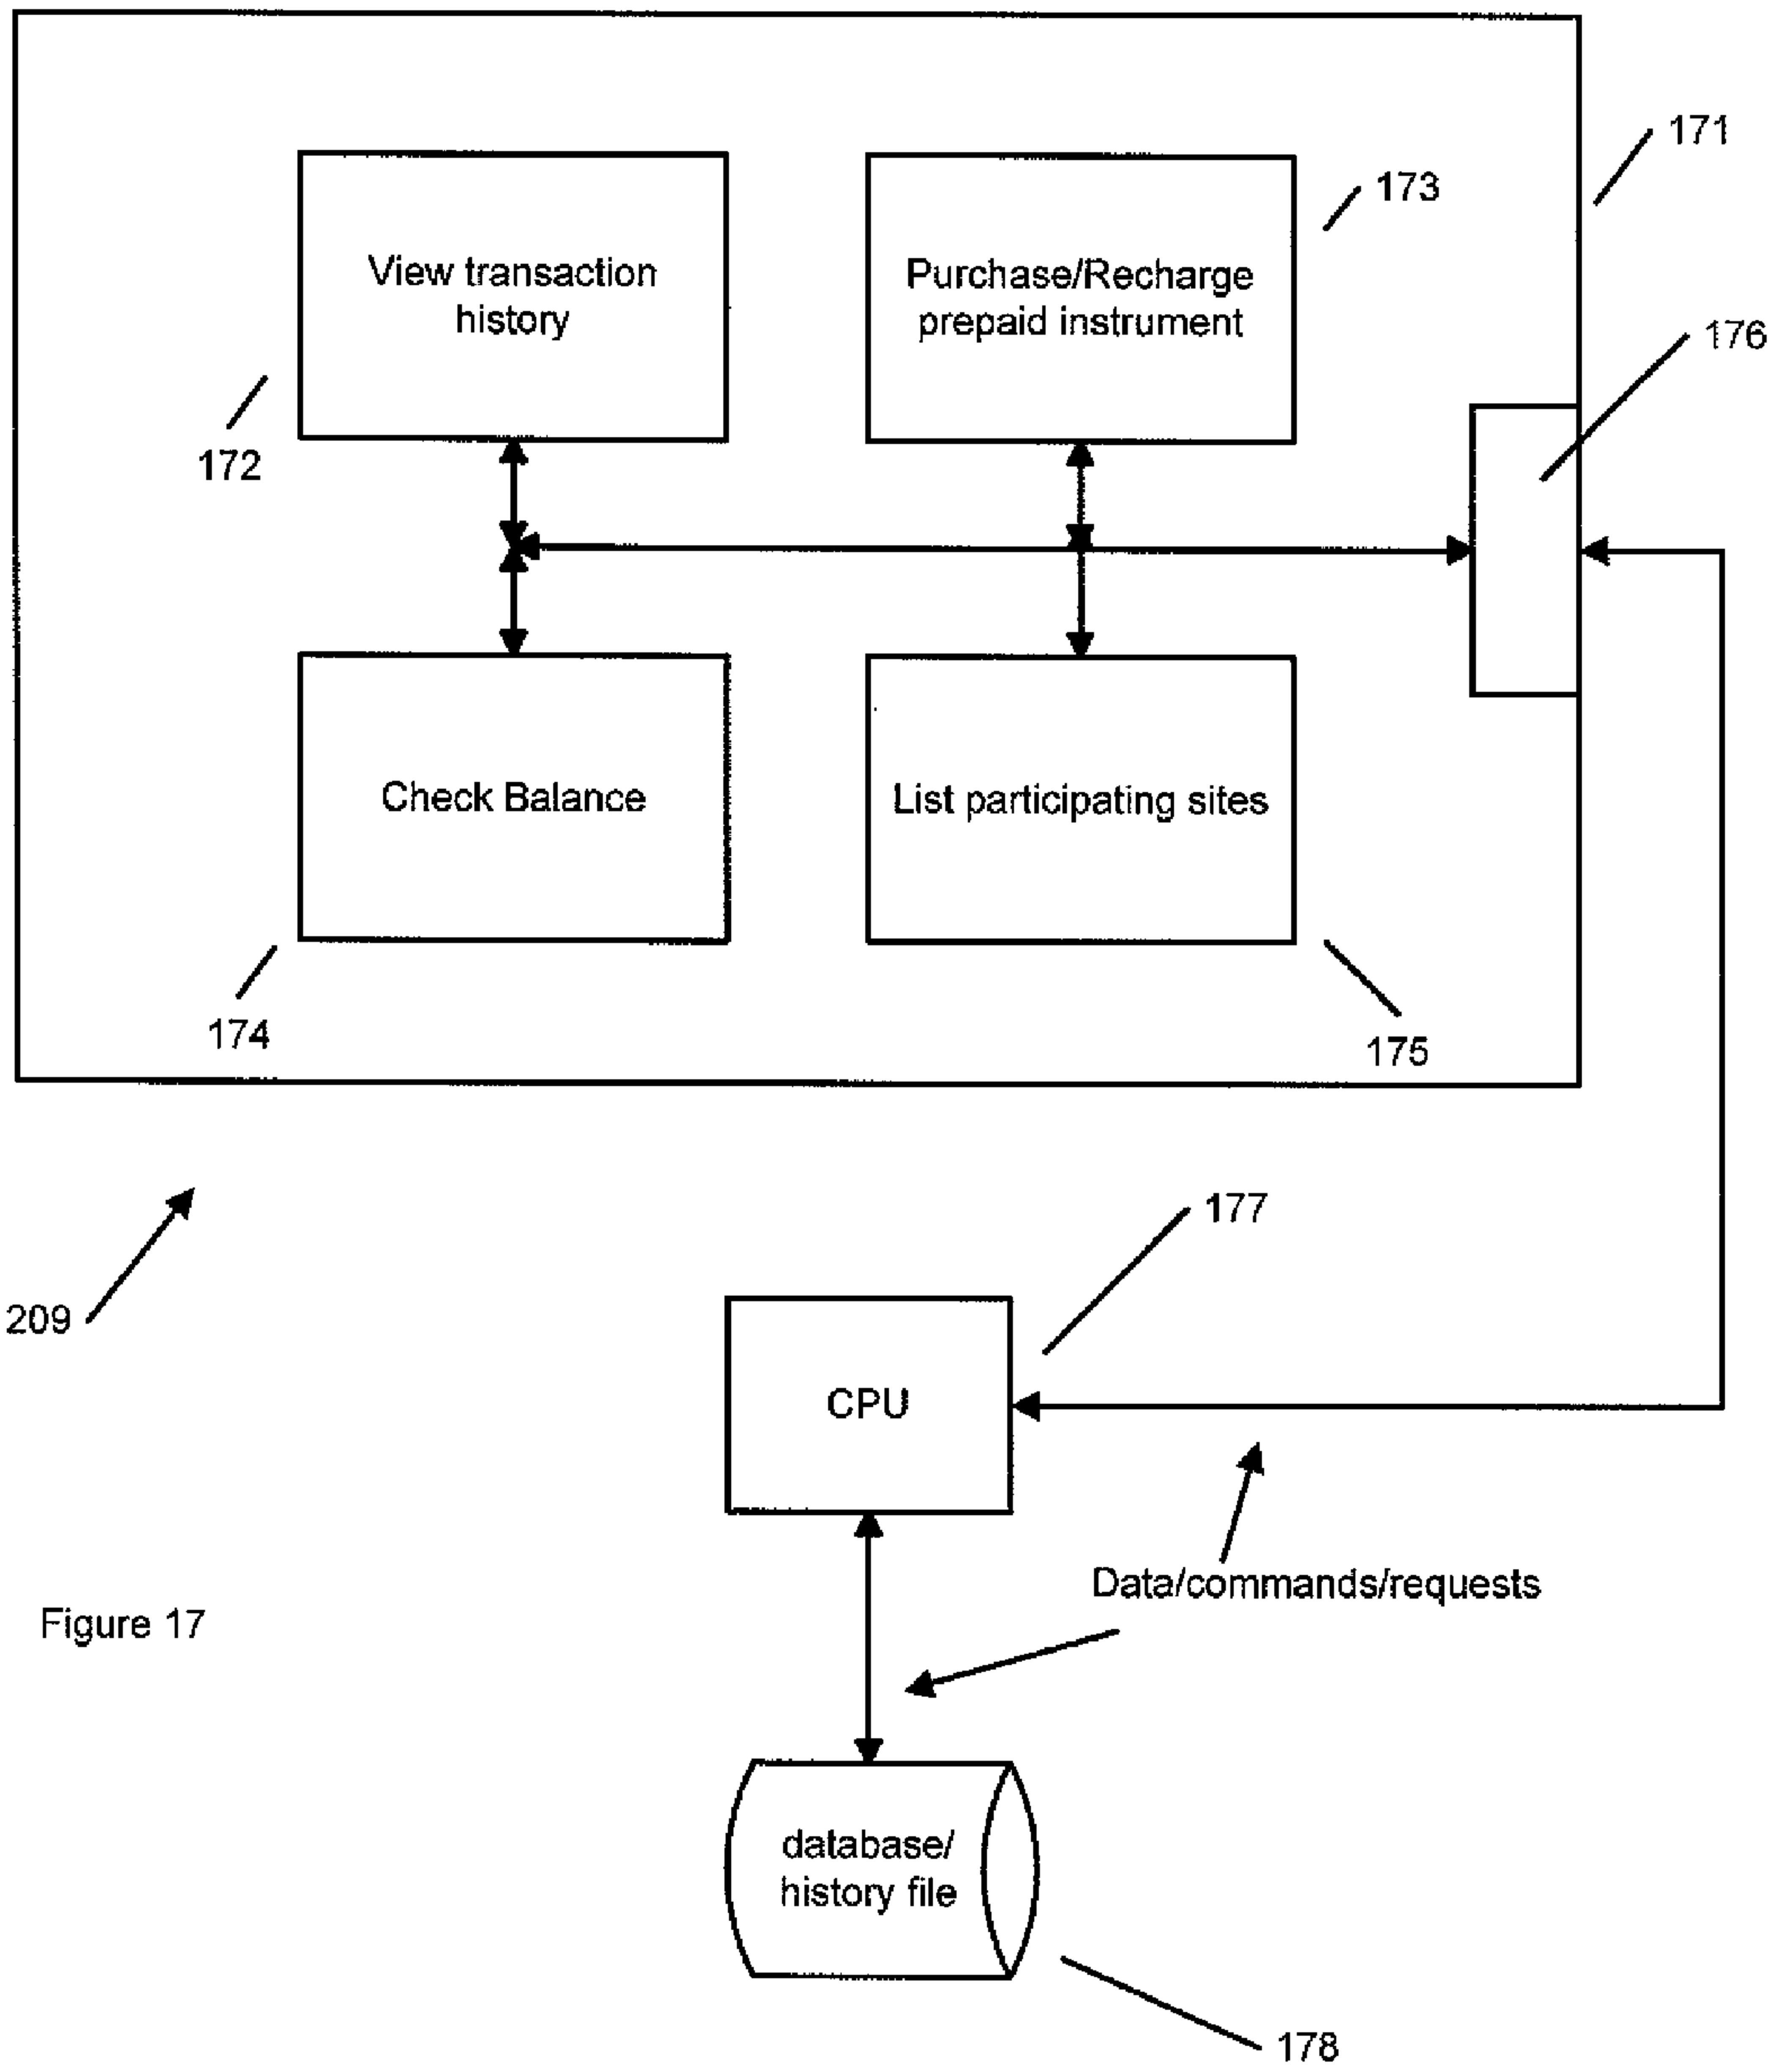 171
173
View transaction
history
Purchase/Recharge
prepaid instrument
176
172
Check Balance
List participating sites
174
175
177
209
CPU
Data/commands/requests
Figure 17
database/
history file
178